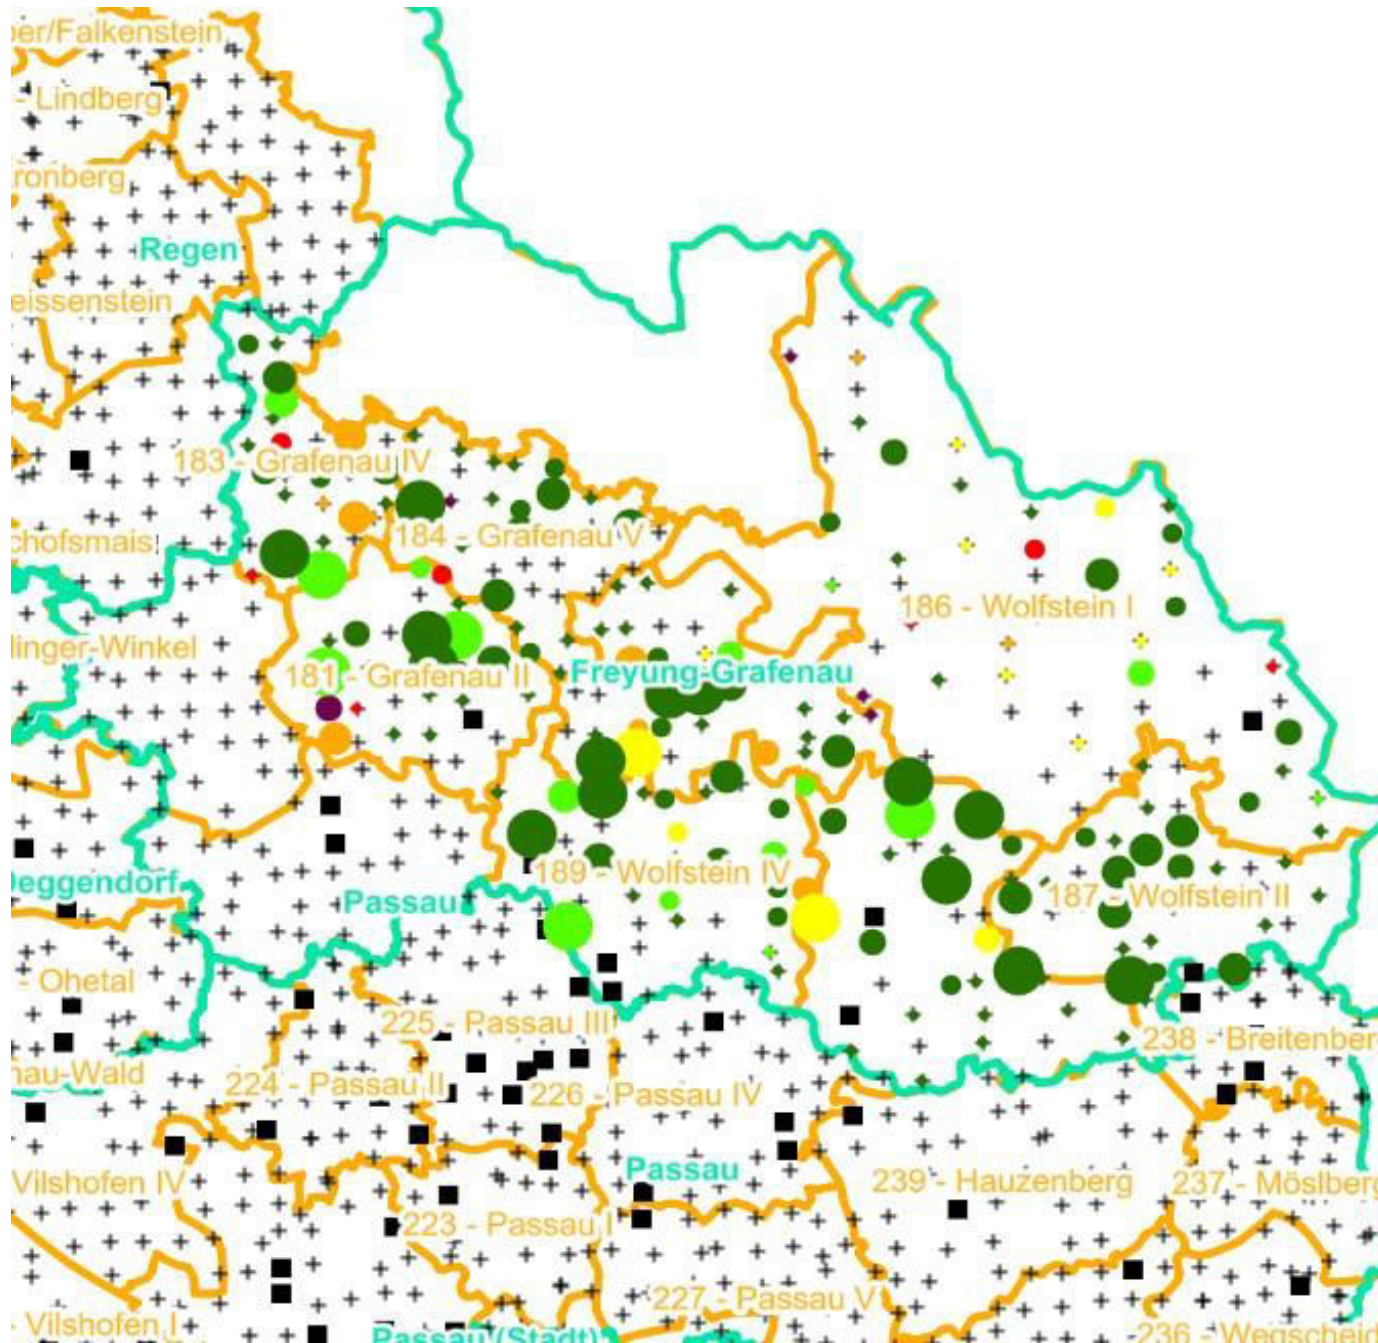 er/Falkenstein
- Lindberg
ronberg
Regen
eissenstein
183 - Grafenau IV
184 - Grafenau V
chofsmais
186 - Wolfstein I
linger-Winkel
181 - Grafenau II
Freyung-Grafenau
189 - Wolfstein IV
Deggendorf
187 - Wolfstein II
Passau
- Ohetal
225 - Passau III
238 - Breitenber
nau-Wald
224 - Passau II
226 - Passau IV
Passau
Vilshofen IV
239 - Hauzenberg
237 - Möslberg
223 - Passau I
227 - Passau V
- Vilshofen I
Passau (Stadt)
236 - Wegscheid